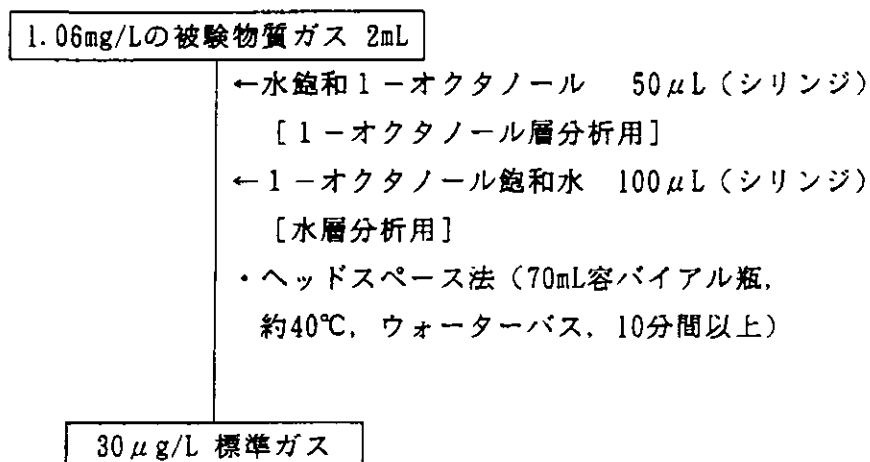 1.06mg/Lの被験物質ガス 2mL
←水飽和1-オクタノール 50μL(シリンジ)
[1-オクタノール層分析用]
←1-オクタノール飽和水 100μL(シリンジ)
[水層分析用]
・ヘッドスペース法(70mL容バイアル瓶,
約40℃, ウォーターバス, 10分間以上)
30μg/L 標準ガス